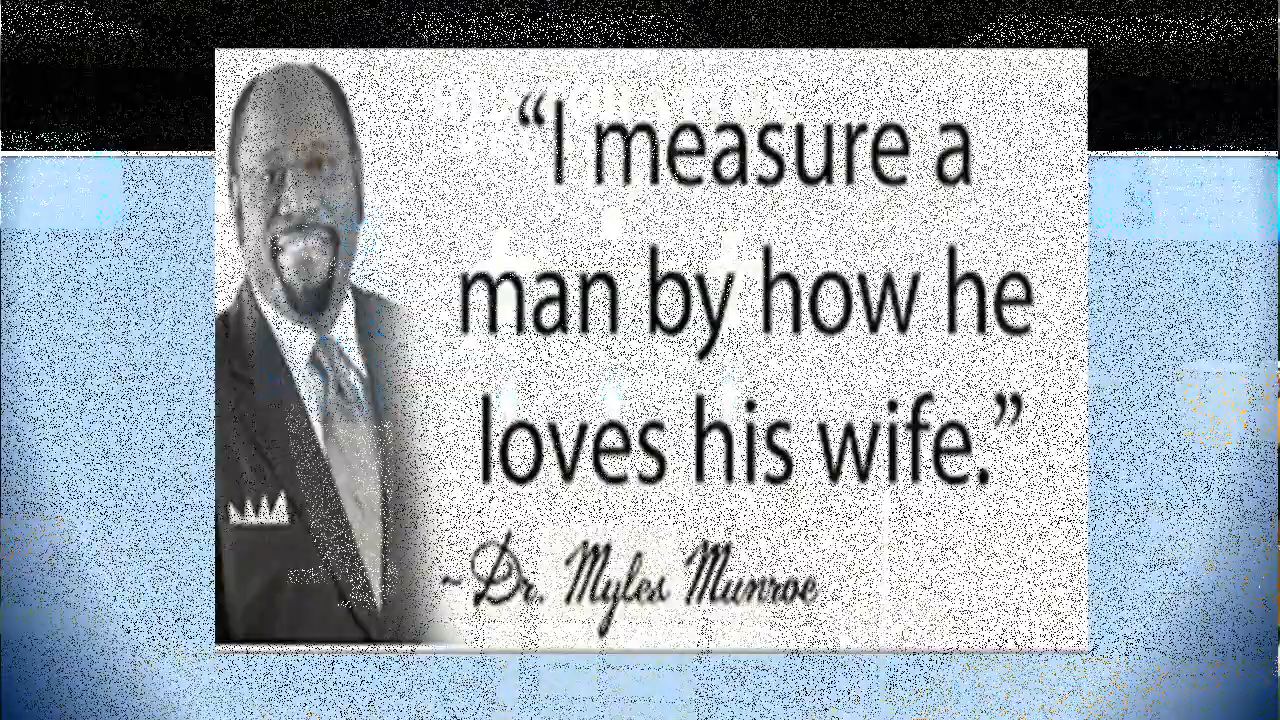 “I measure a
man by how he
loves his wife.”
~Dr. Myles Munroe